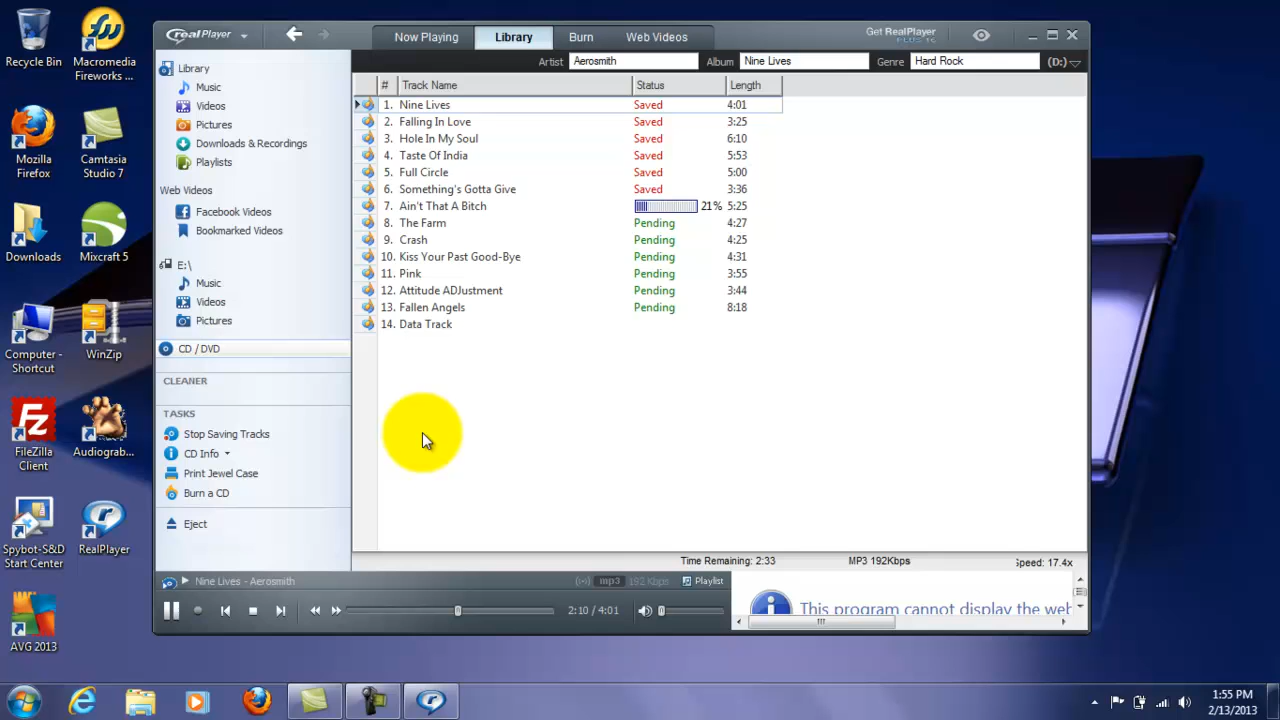 Recycle Bin
Macromedia Fireworks ...
Mozilla Firefox
Camtasia Studio 7
Downloads
Mixcraft 5
Computer - Shortcut
WinZip
FileZilla Client
Audiograb...
Spybot-S&D Start Center
RealPlayer
AVG 2013
realPlayer
Now Playing
Library
Burn
Web Videos
Get RealPlayer
Artist Aerosmith Album Nine Lives Genre Hard Rock (D:)
Library
Music
Videos
Pictures
Downloads & Recordings
Playlists
Web Videos
Facebook Videos
Bookmarked Videos
E:\
Music
Videos
Pictures
CD / DVD
CLEANER
TASKS
Stop Saving Tracks
CD Info
Print Jewel Case
Burn a CD
Eject
# Track Name Status Length
1. Nine Lives Saved 4:01
2. Falling In Love Saved 3:25
3. Hole In My Soul Saved 6:10
4. Taste Of India Saved 5:53
5. Full Circle Saved 5:00
6. Something's Gotta Give Saved 3:36
7. Ain't That A Bitch 21% 5:25
8. The Farm Pending 4:27
9. Crash Pending 4:25
10. Kiss Your Past Good-Bye Pending 4:31
11. Pink Pending 3:55
12. Attitude ADJustment Pending 3:44
13. Fallen Angels Pending 8:18
14. Data Track
Time Remaining: 2:33 MP3 192Kbps Speed: 17.4x
Nine Lives - Aerosmith
mp3 192 Kbps Playlist
2:10 / 4:01
This program cannot display the web
1:55 PM
2/13/2013